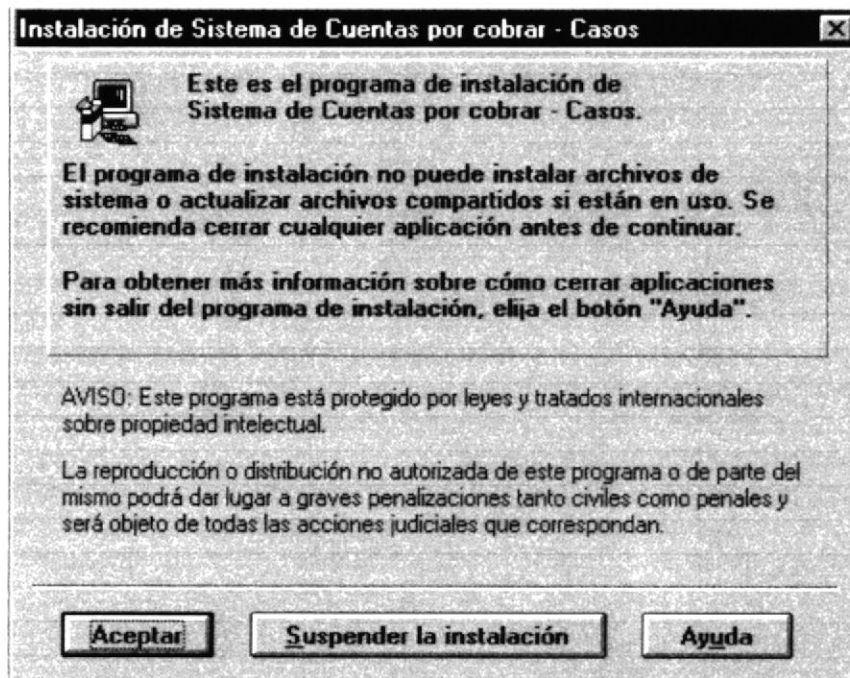 Instalación de Sistema de Cuentas por cobrar - Casos
Este es el programa de instalación de
Sistema de Cuentas por cobrar - Casos.
El programa de instalación no puede instalar archivos de
sistema o actualizar archivos compartidos si están en uso. Se
recomienda cerrar cualquier aplicación antes de continuar.
Para obtener más información sobre cómo cerrar aplicaciones
sin salir del programa de instalación, elija el botón "Ayuda".
AVISO: Este programa está protegido por leyes y tratados internacionales
sobre propiedad intelectual.
La reproducción o distribución no autorizada de este programa o de parte del
mismo podrá dar lugar a graves penalizaciones tanto civiles como penales y
será objeto de todas las acciones judiciales que correspondan.
Aceptar
Suspender la instalación
Ayuda